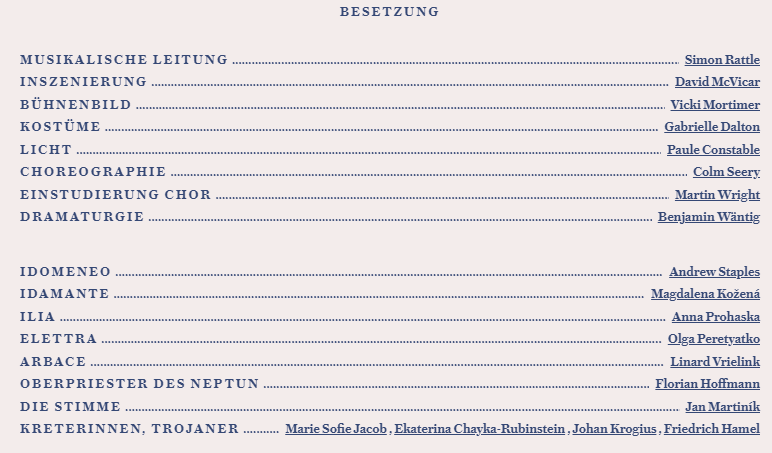 BESETZUNG
MUSIKALISCHE LEITUNG ........ Simon Rattle
INSZENIERUNG ........ David McVicar
BÜHNENBILD ........ Vicki Mortimer
KOSTÜME ........ Gabrielle Dalton
LICHT ........ Paule Constable
CHOREOGRAPHIE ........ Colm Seery
EINSTUDIERUNG CHOR ........ Martin Wright
DRAMATURGIE ........ Benjamin Wäntig
IDOMENEO ........ Andrew Staples
IDAMANTE ........ Magdalena Kožená
ILIA ........ Anna Prohaska
ELETTRA ........ Olga Peretyatko
ARBACE ........ Linard Vrielink
OBERPRIESTER DES NEPTUN ........ Florian Hoffmann
DIE STIMME ........ Jan Martiník
KRETERINNEN, TROJANER ........ Marie Sofie Jacob , Ekaterina Chayka-Rubinstein , Johan Krogius , Friedrich Hamel